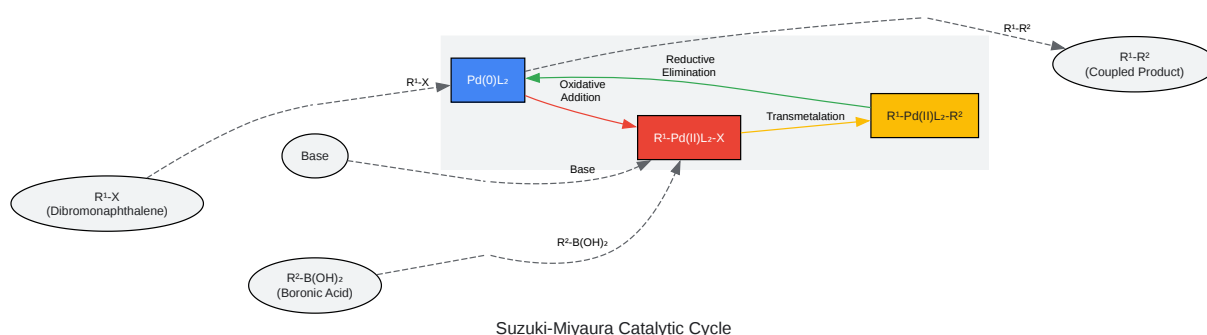 R¹-R²
R¹-R²
(Coupled Product)
Reductive
Elimination
Pd(0)L₂
R¹-X
Oxidative
Addition
R¹-Pd(II)L₂-R²
Transmetalation
R¹-Pd(II)L₂-X
Base
Base
R¹-X
(Dibromonaphthalene)
R²-B(OH)₂
R²-B(OH)₂
(Boronic Acid)
Suzuki-Miyaura Catalytic Cycle